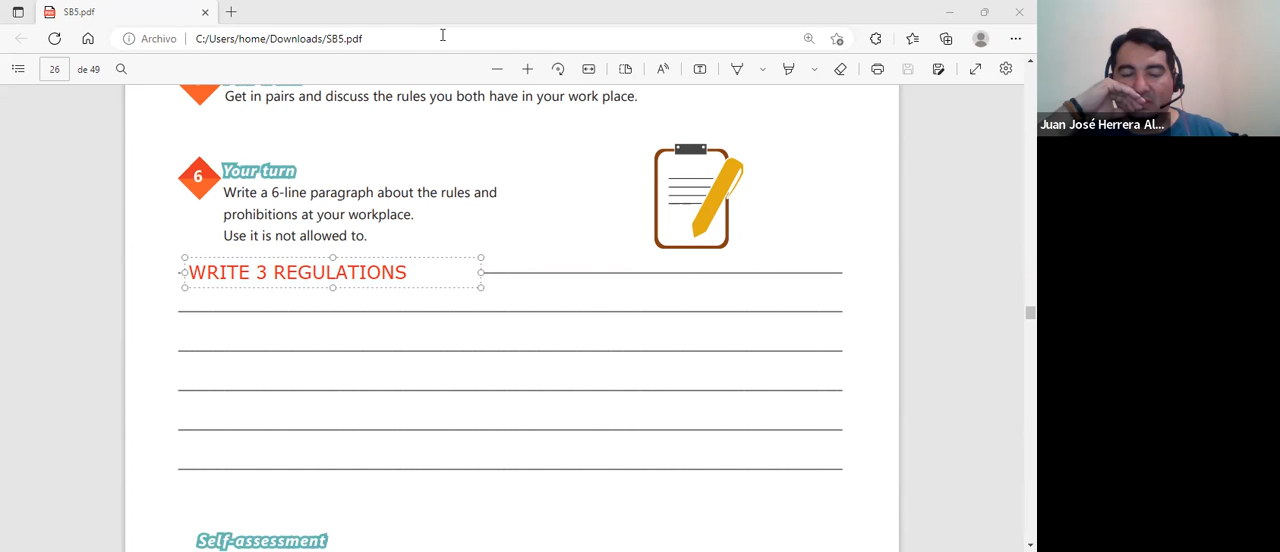 SB5.pdf
Archivo
C:/Users/home/Downloads/SB5.pdf
26
de 49
Get in pairs and discuss the rules you both have in your work place.
6
Your turn
Write a 6-line paragraph about the rules and
prohibitions at your workplace.
Use it is not allowed to.
WRITE 3 REGULATIONS
Self-assessment
Juan José Herrera Al...